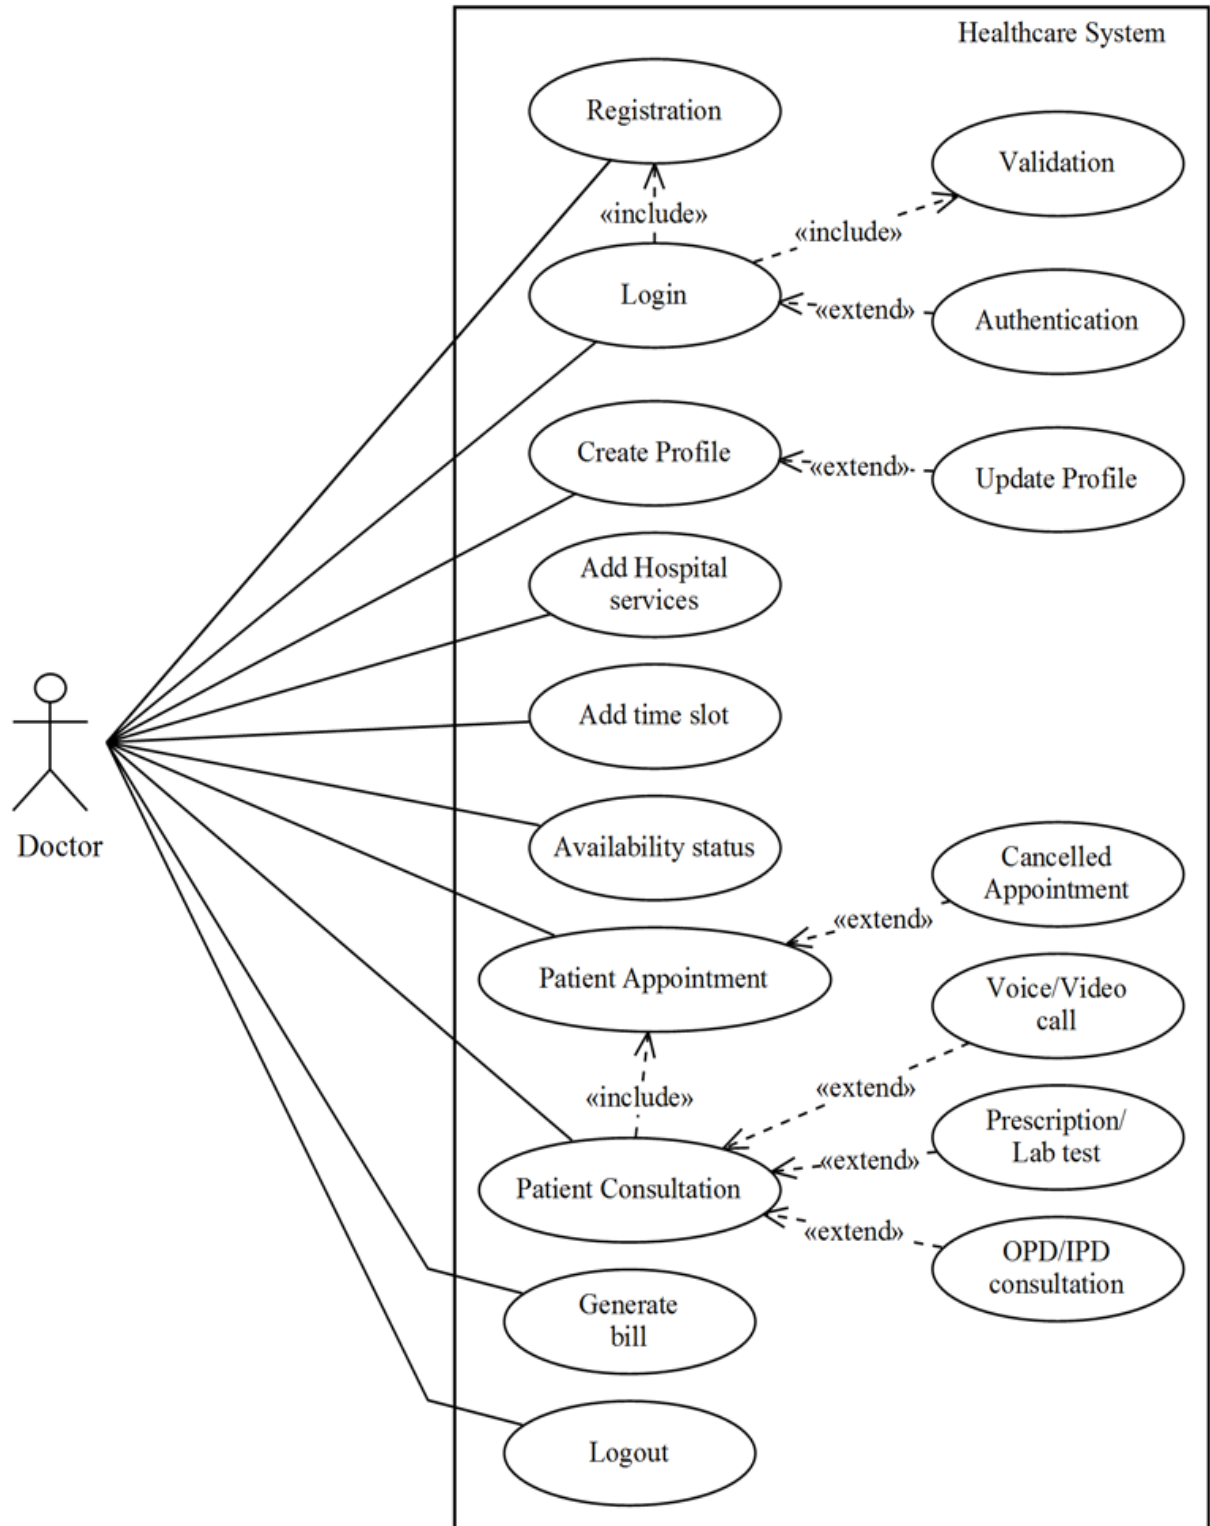 Healthcare System
Registration
Validation
«include»
«include»
Login
«extend»
Authentication
Create Profile
«extend»
Update Profile
Add Hospital
services
Add time slot
Doctor
Availability status
Cancelled
Appointment
«extend»
Patient Appointment
Voice/Video
call
«include»
«extend»
Prescription/
Lab test
«extend»
Patient Consultation
«extend»
OPD/IPD
consultation
Generate
bill
Logout